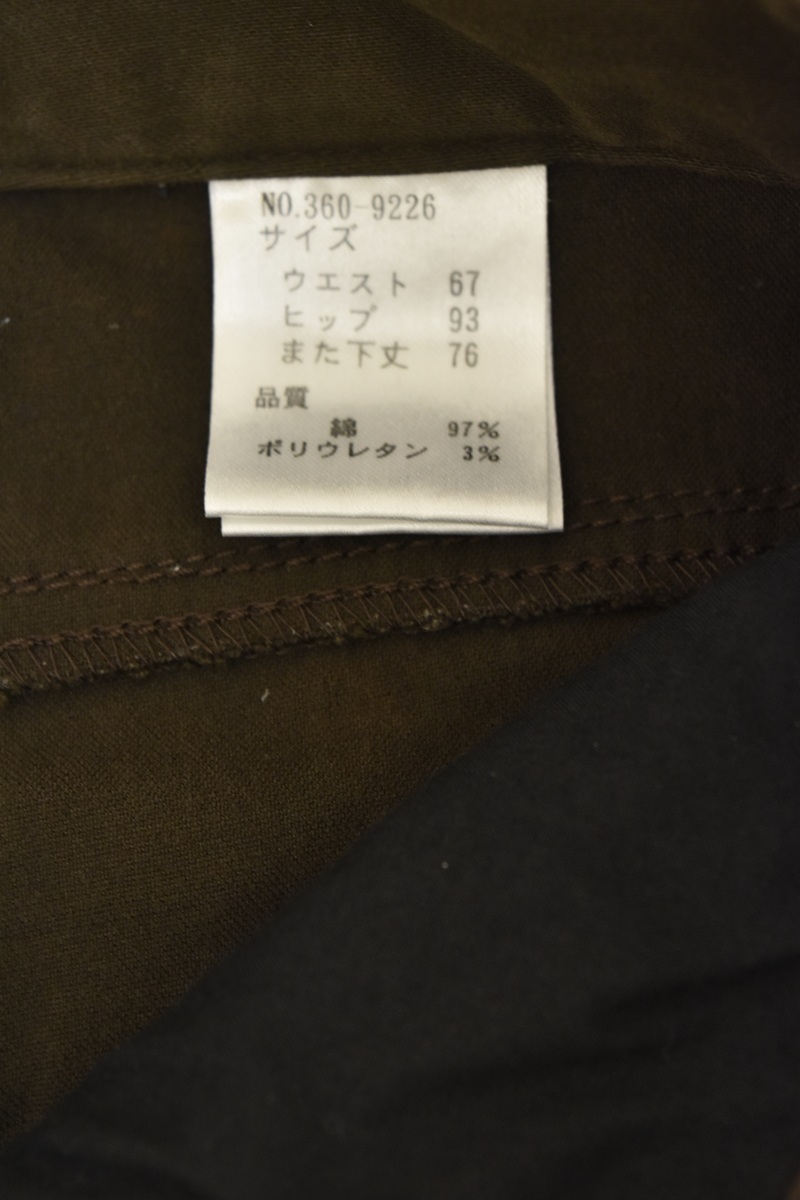 NO.360-9226
サイズ
ウエスト 67
ヒップ 93
また下丈 76
品質
綿 97%
ポリウレタン 3%